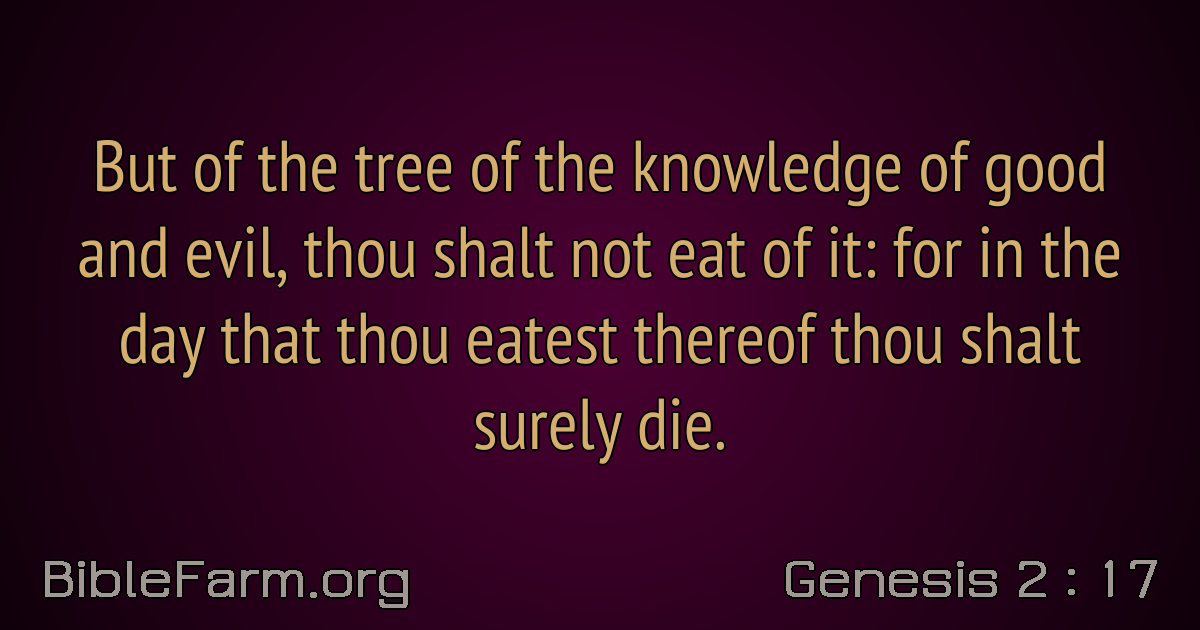 But of the tree of the knowledge of good
and evil, thou shalt not eat of it: for in the
day that thou eatest thereof thou shalt
surely die.
BibleFarm.org
Genesis 2 : 17